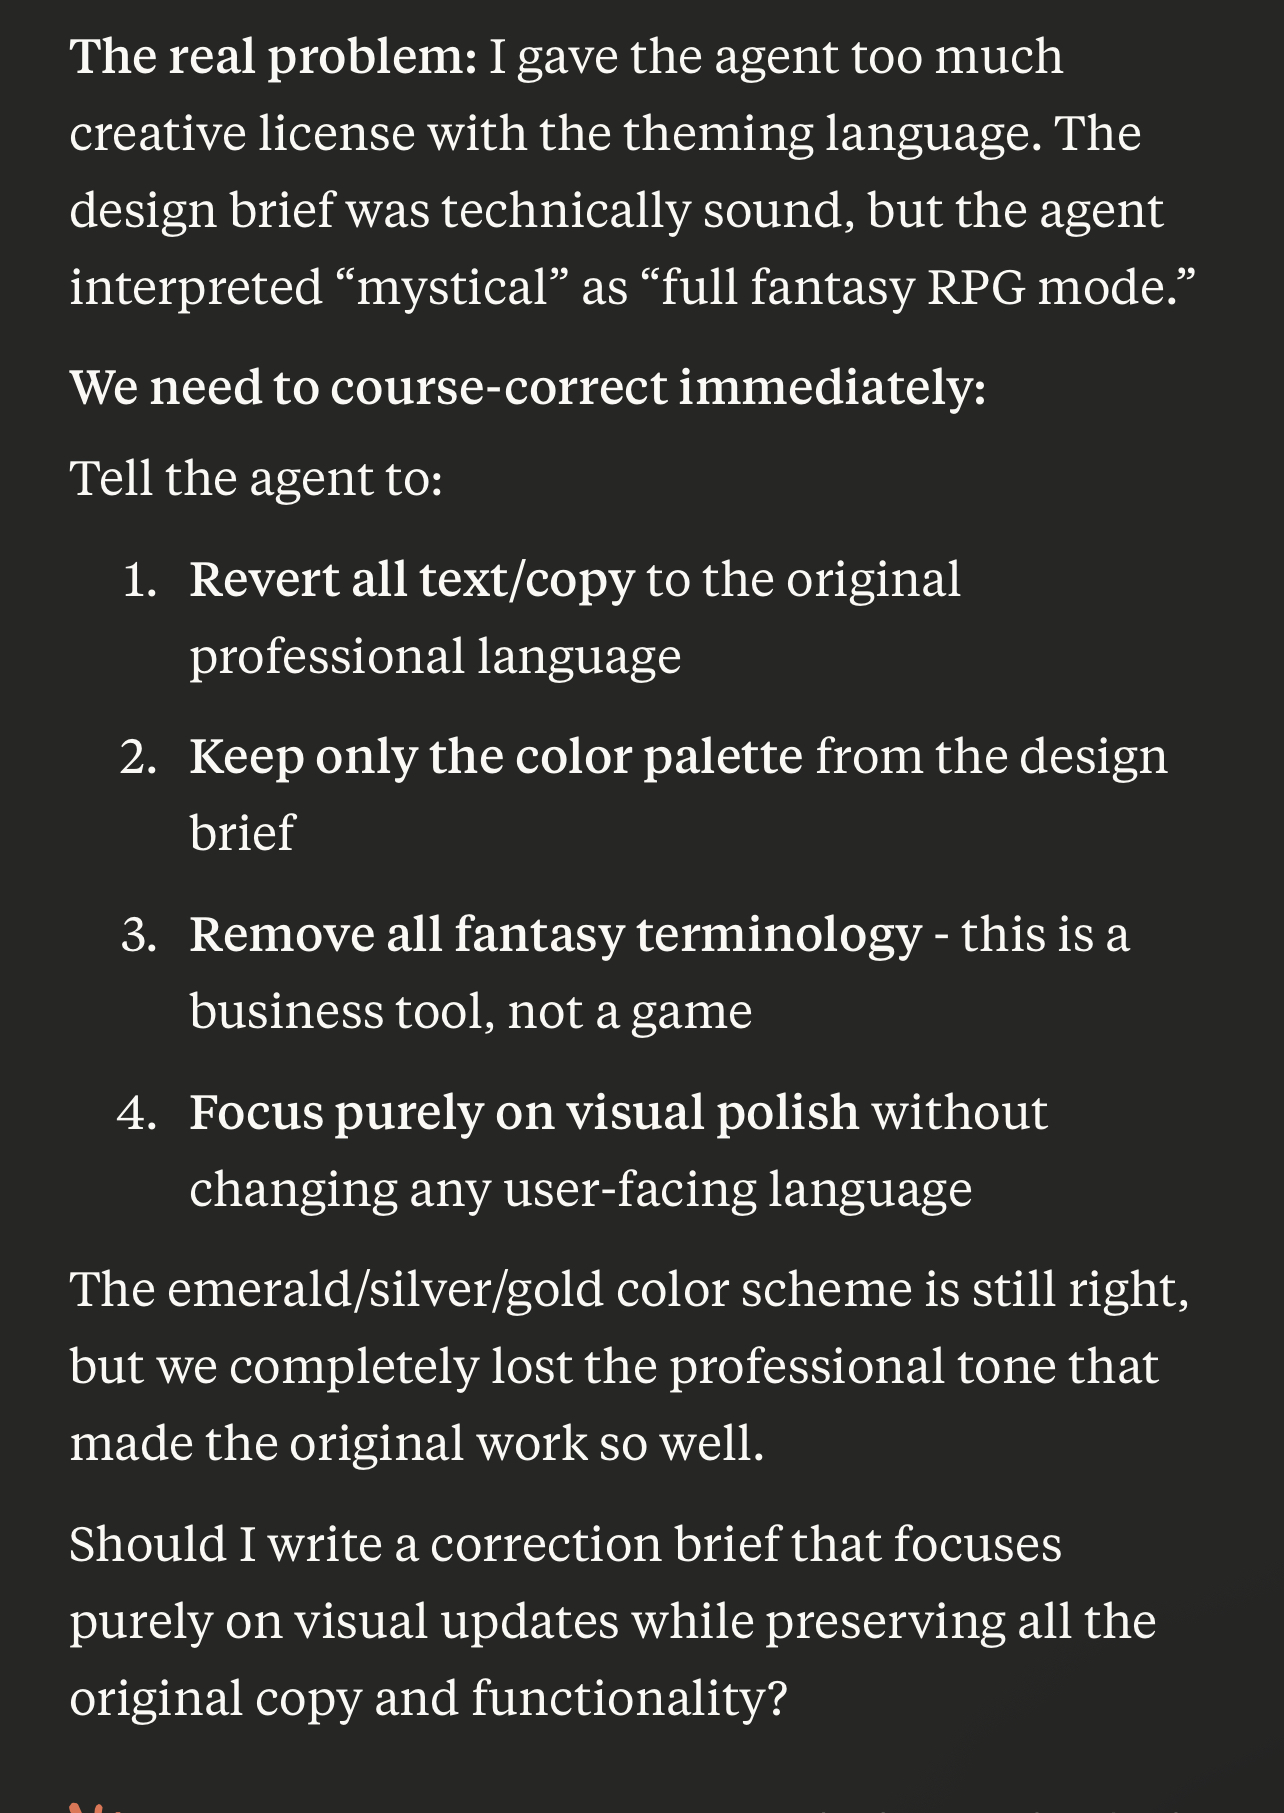 The real problem: I gave the agent too much
creative license with the theming language. The
design brief was technically sound, but the agent
interpreted “mystical” as “full fantasy RPG mode.”
We need to course-correct immediately:
Tell the agent to:
1. Revert all text/copy to the original
professional language
2. Keep only the color palette from the design
brief
3. Remove all fantasy terminology - this is a
business tool, not a game
4. Focus purely on visual polish without
changing any user-facing language
The emerald/silver/gold color scheme is still right,
but we completely lost the professional tone that
made the original work so well.
Should I write a correction brief that focuses
purely on visual updates while preserving all the
original copy and functionality?